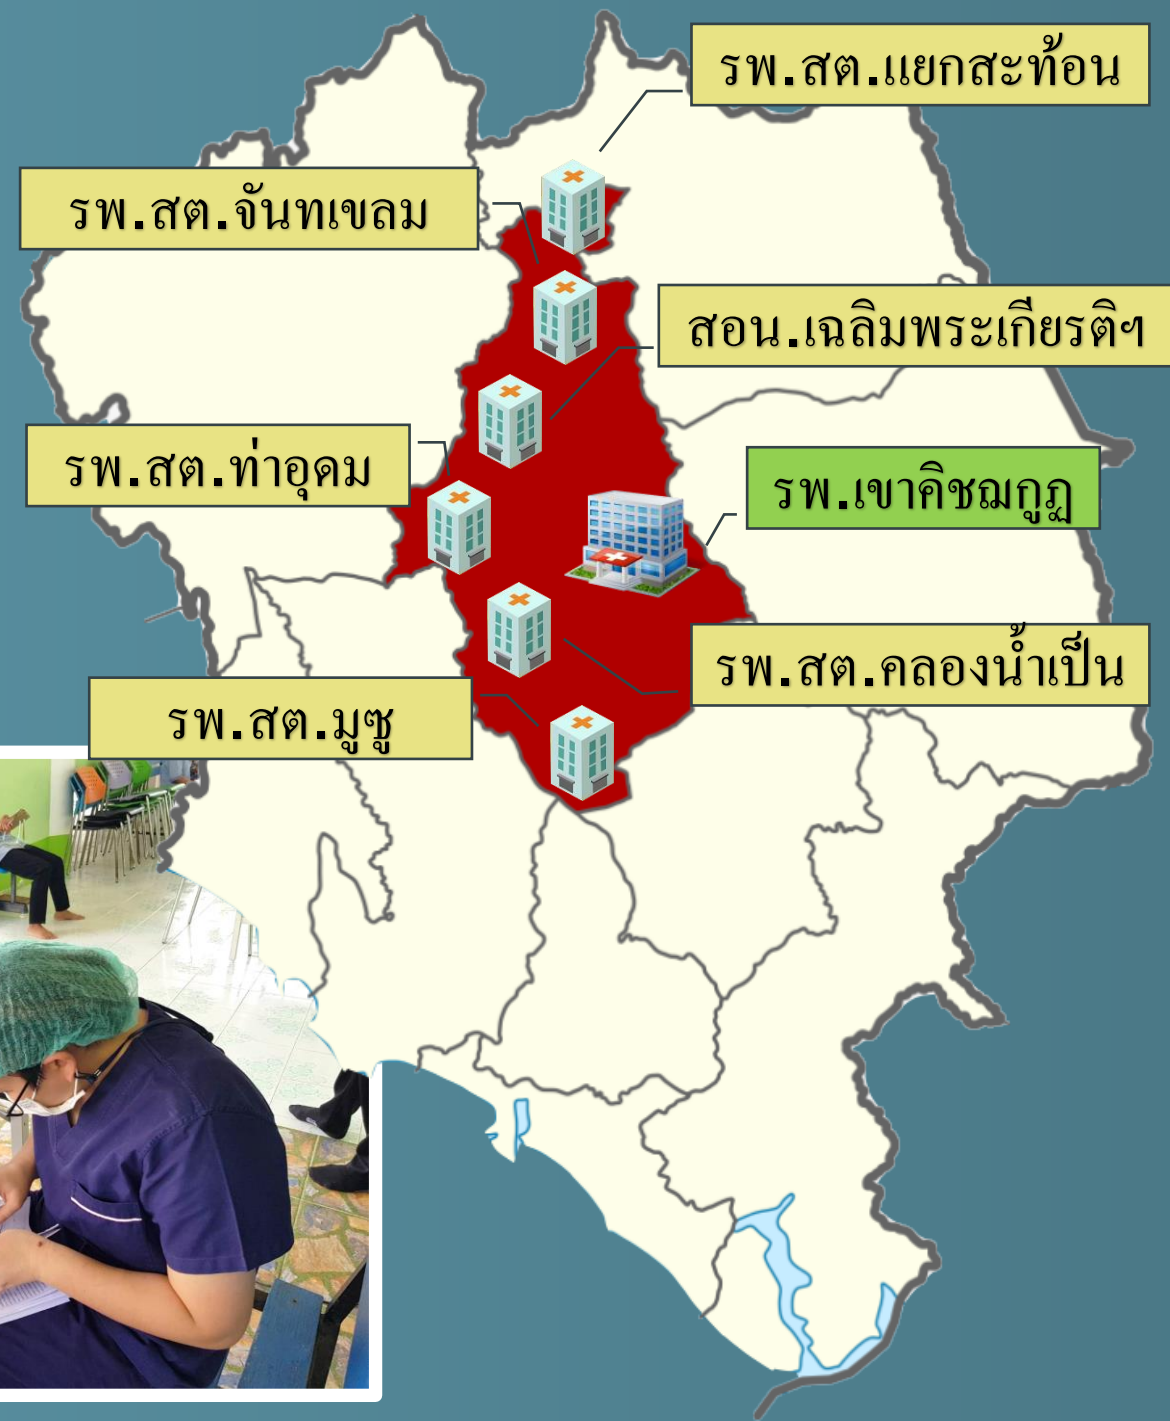 รพ.สต.แยกสะท้อน
รพ.สต.จันทเขลม
สอน.เฉลิมพระเกียรติฯ
รพ.สต.ท่าอุดม
รพ.เขาคิชฌกูฏ
รพ.สต.คลองน้ำเป็น
รพ.สต.มูซู